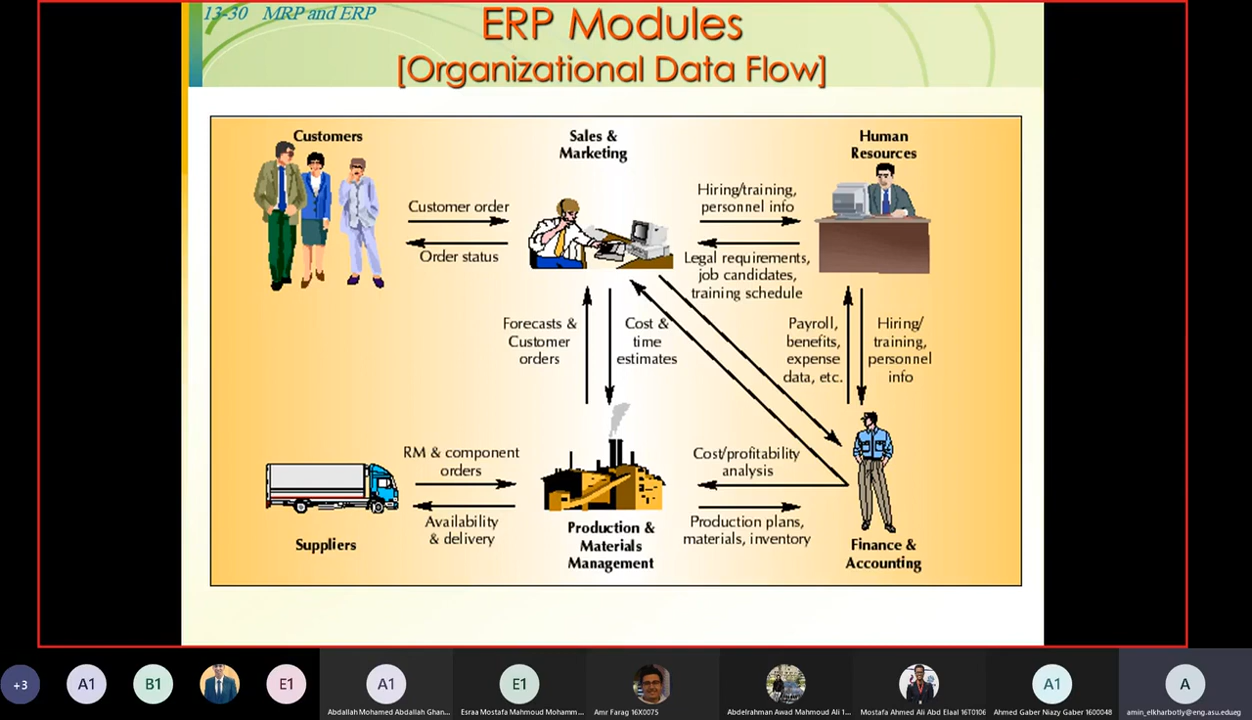 13-30 MRP and ERP
ERP Modules
[Organizational Data Flow]
Customers
Sales &
Marketing
Human
Resources
Customer order
Order status
Hiring/training,
personnel info
Legal requirements,
job candidates,
training schedule
Forecasts &
Customer
orders
Cost &
time
estimates
Payroll,
benefits,
expense
data, etc.
Hiring/
training,
personnel
info
RM & component
orders
Availability
& delivery
Cost/profitability
analysis
Production plans,
materials, inventory
Suppliers
Production &
Materials
Management
Finance &
Accounting
+3
A1
B1
E1
A1
E1
A1
A
Abdallah Mohamed Abdallah Ghan...
Esraa Mostafa Mahmoud Mohamm...
Amr Farag 16X0075
Abdelrahman Awad Mahmoud Ali 1...
Mostafa Ahmed Ali Abd Elaal 16T0106
Ahmed Gaber Niazy Gaber 1600048
amin_elkharbotly@eng.asu.edueg